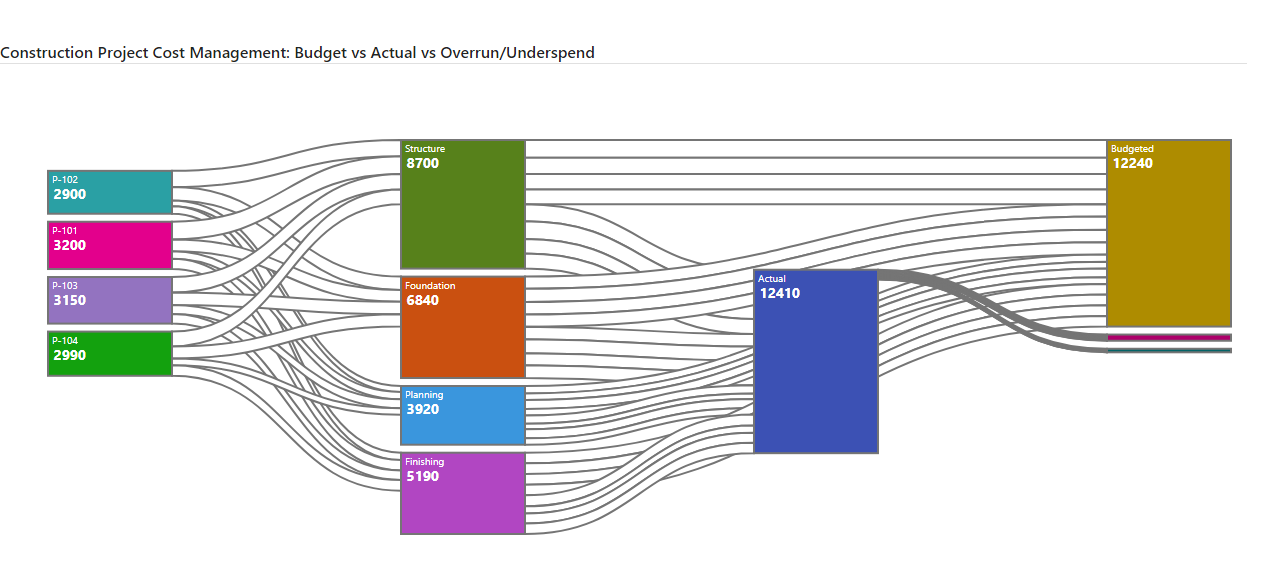 Construction Project Cost Management: Budget vs Actual vs Overrun/Underspend
P-102
2900
P-101
3200
P-103
3150
P-104
2990
Structure
8700
Foundation
6840
Planning
3920
Finishing
5190
Actual
12410
Budgeted
12240